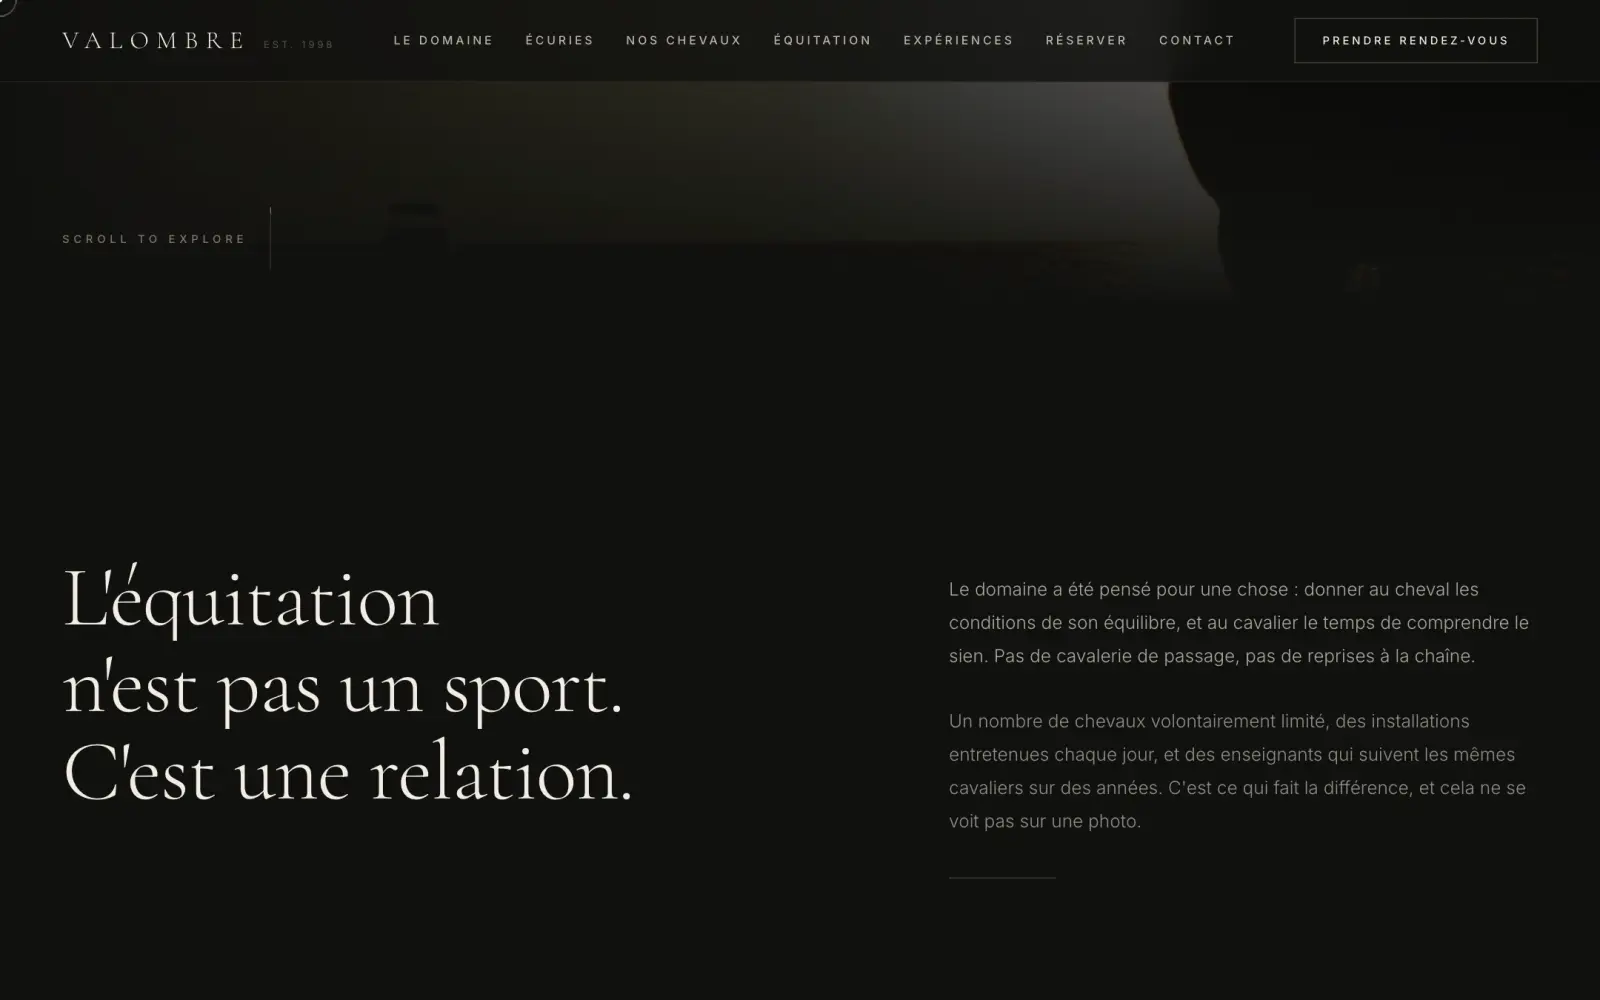 VALOMBRE EST. 1998 LE DOMAINE ÉCURIES NOS CHEVAUX ÉQUITATION EXPÉRIENCES RÉSERVER CONTACT PRENDRE RENDEZ-VOUS
SCROLL TO EXPLORE
L'équitation
n'est pas un sport.
C'est une relation.
Le domaine a été pensé pour une chose : donner au cheval les
conditions de son équilibre, et au cavalier le temps de comprendre le
sien. Pas de cavalerie de passage, pas de reprises à la chaîne.
Un nombre de chevaux volontairement limité, des installations
entretenues chaque jour, et des enseignants qui suivent les mêmes
cavaliers sur des années. C'est ce qui fait la différence, et cela ne se
voit pas sur une photo.